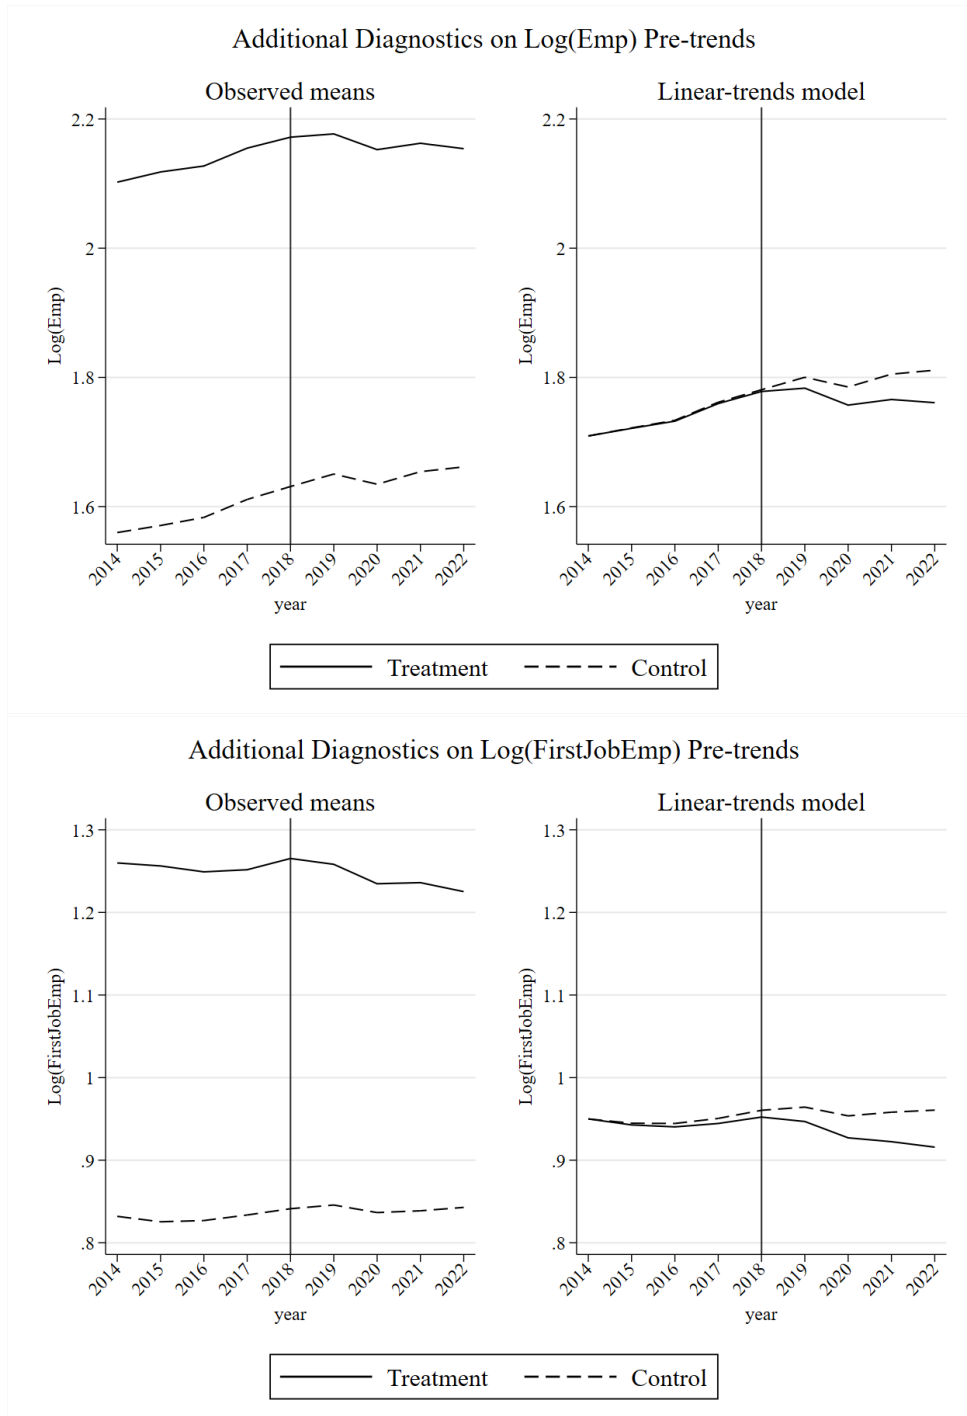 Additional Diagnostics on Log(Emp) Pre-trends
Observed means
Linear-trends model
2.2
2
1.8
1.6
Log(Emp)
2014 2015 2016 2017 2018 2019 2020 2021 2022
year
2.2
2
1.8
1.6
Log(Emp)
2014 2015 2016 2017 2018 2019 2020 2021 2022
year
Treatment Control
Additional Diagnostics on Log(FirstJobEmp) Pre-trends
Observed means
Linear-trends model
1.3
1.2
1.1
1
.9
.8
Log(FirstJobEmp)
2014 2015 2016 2017 2018 2019 2020 2021 2022
year
1.3
1.2
1.1
1
.9
.8
Log(FirstJobEmp)
2014 2015 2016 2017 2018 2019 2020 2021 2022
year
Treatment Control